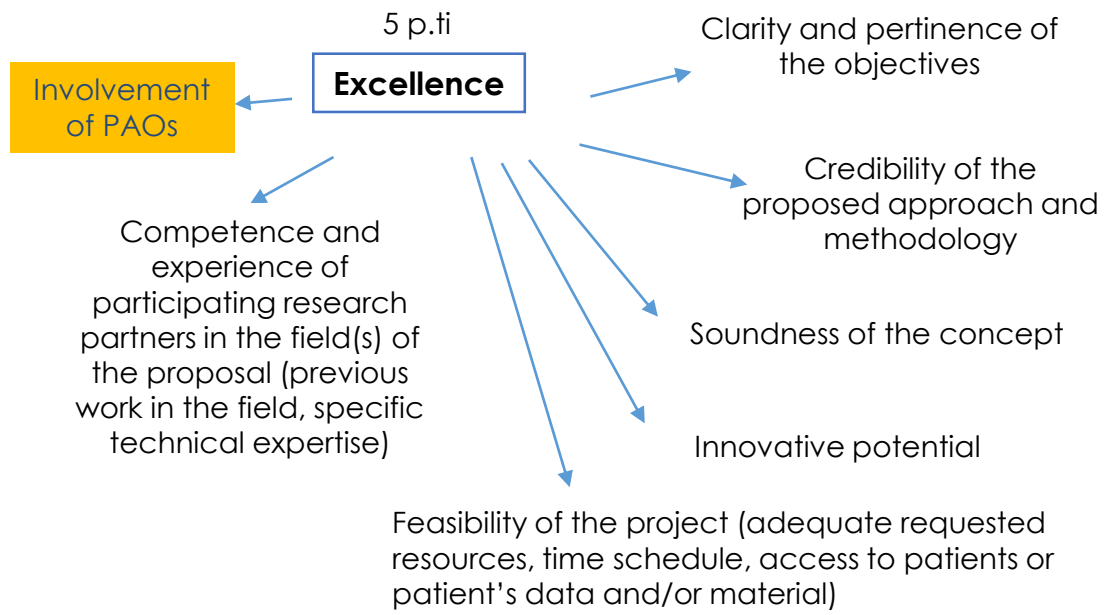 5 p.ti
Excellence
Involvement
of PAOs
Clarity and pertinence of
the objectives
Credibility of the
proposed approach and
methodology
Soundness of the concept
Innovative potential
Feasibility of the project (adequate requested
resources, time schedule, access to patients or
patient’s data and/or material)
Competence and
experience of
participating research
partners in the field(s) of
the proposal (previous
work in the field, specific
technical expertise)